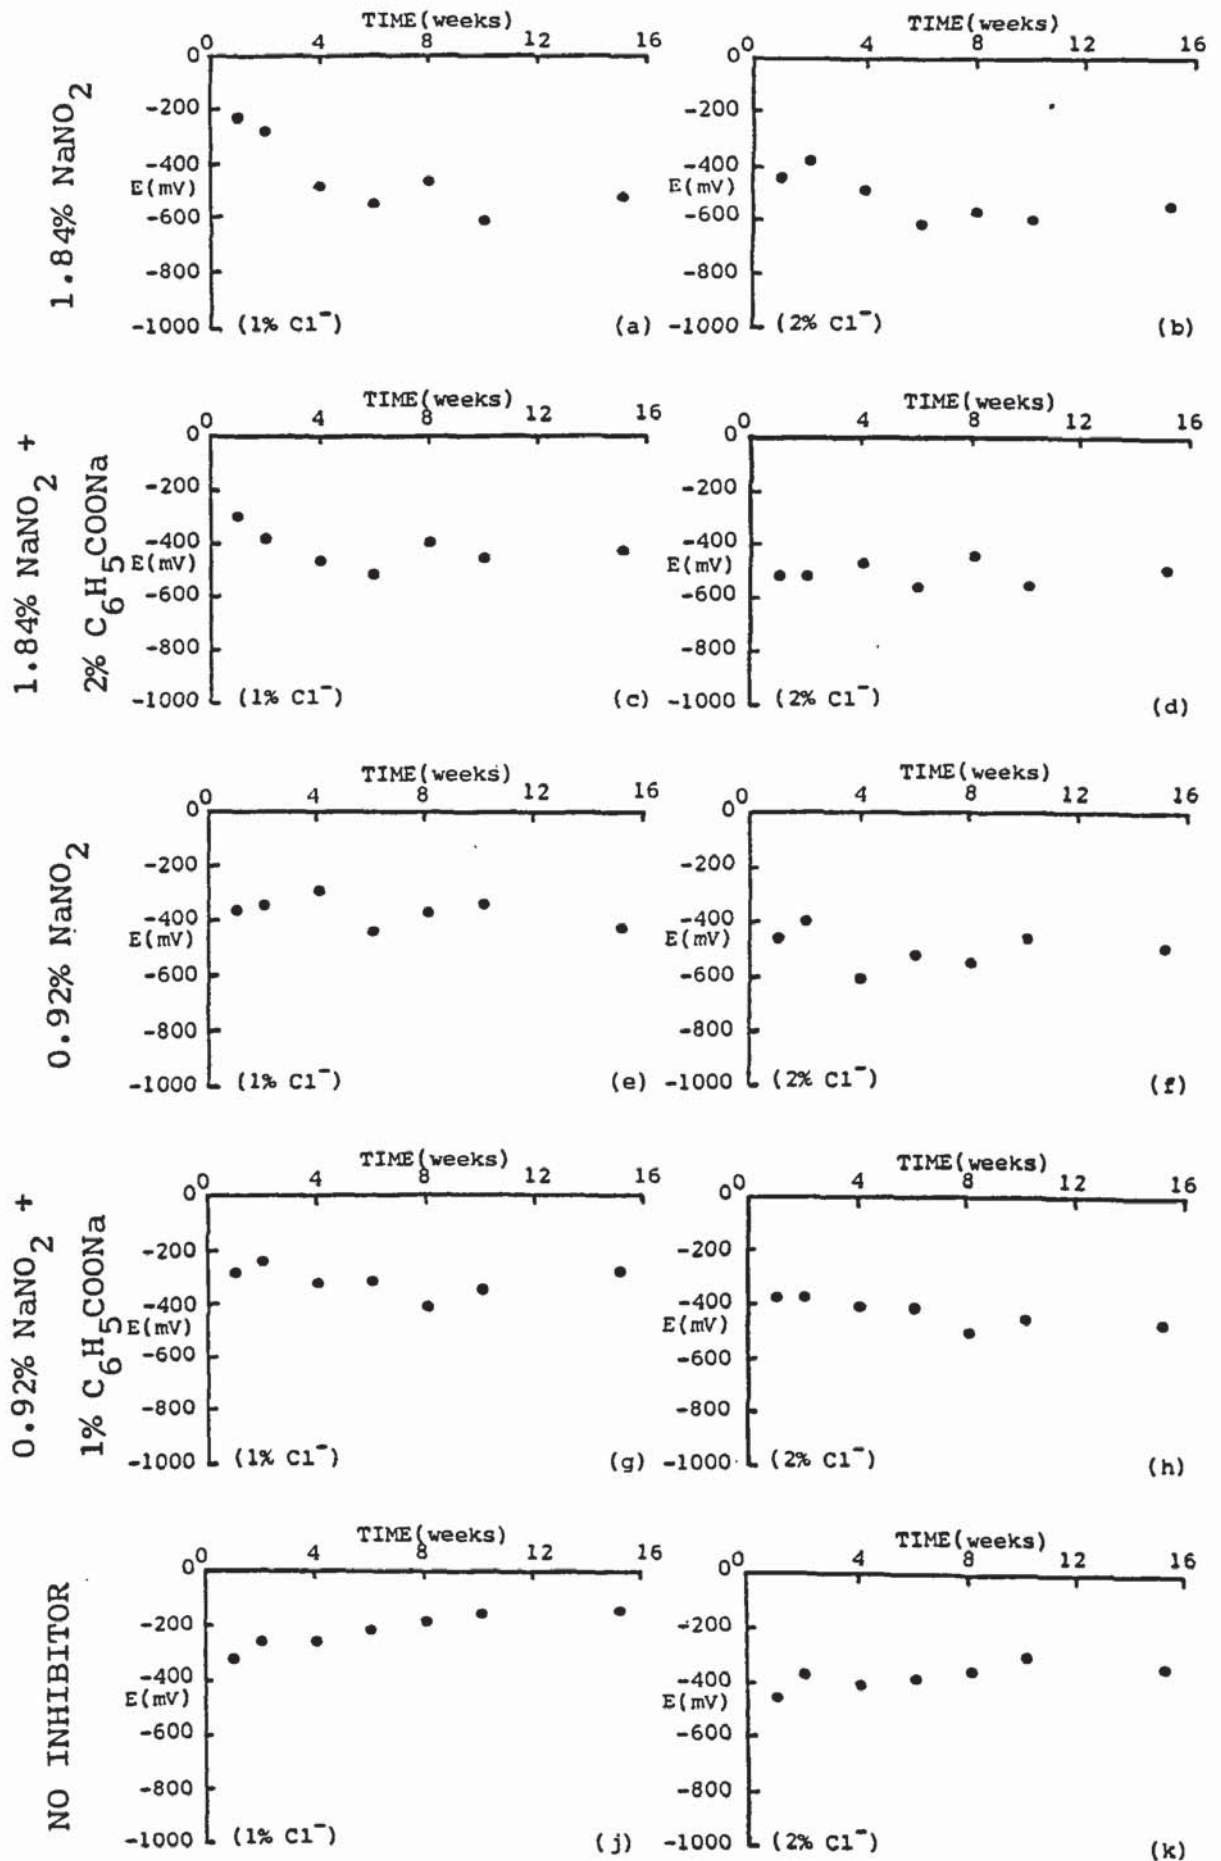 TIME(weeks)
0 4 8 12 16
0
-200
-400
E(mV)
-600
-800
-1000
(1% Cl⁻)
(a)
TIME(weeks)
0 4 8 12 16
0
-200
-400
E(mV)
-600
-800
-1000
(2% Cl⁻)
(b)
1.84% NaNO₂
TIME(weeks)
0 4 8 12 16
0
-200
-400
E(mV)
-600
-800
-1000
(1% Cl⁻)
(c)
TIME(weeks)
0 4 8 12 16
0
-200
-400
E(mV)
-600
-800
-1000
(2% Cl⁻)
(d)
1.84% NaNO₂ +
2% C₆H₅COONa
TIME(weeks)
0 4 8 12 16
0
-200
-400
E(mV)
-600
-800
-1000
(1% Cl⁻)
(e)
TIME(weeks)
0 4 8 12 16
0
-200
-400
E(mV)
-600
-800
-1000
(2% Cl⁻)
(f)
0.92% NaNO₂
TIME(weeks)
0 4 8 12 16
0
-200
-400
E(mV)
-600
-800
-1000
(1% Cl⁻)
(g)
TIME(weeks)
0 4 8 12 16
0
-200
-400
E(mV)
-600
-800
-1000
(2% Cl⁻)
(h)
0.92% NaNO₂ +
1% C₆H₅COONa
TIME(weeks)
0 4 8 12 16
0
-200
-400
E(mV)
-600
-800
-1000
(1% Cl⁻)
(j)
TIME(weeks)
0 4 8 12 16
0
-200
-400
E(mV)
-600
-800
-1000
(2% Cl⁻)
(k)
NO INHIBITOR